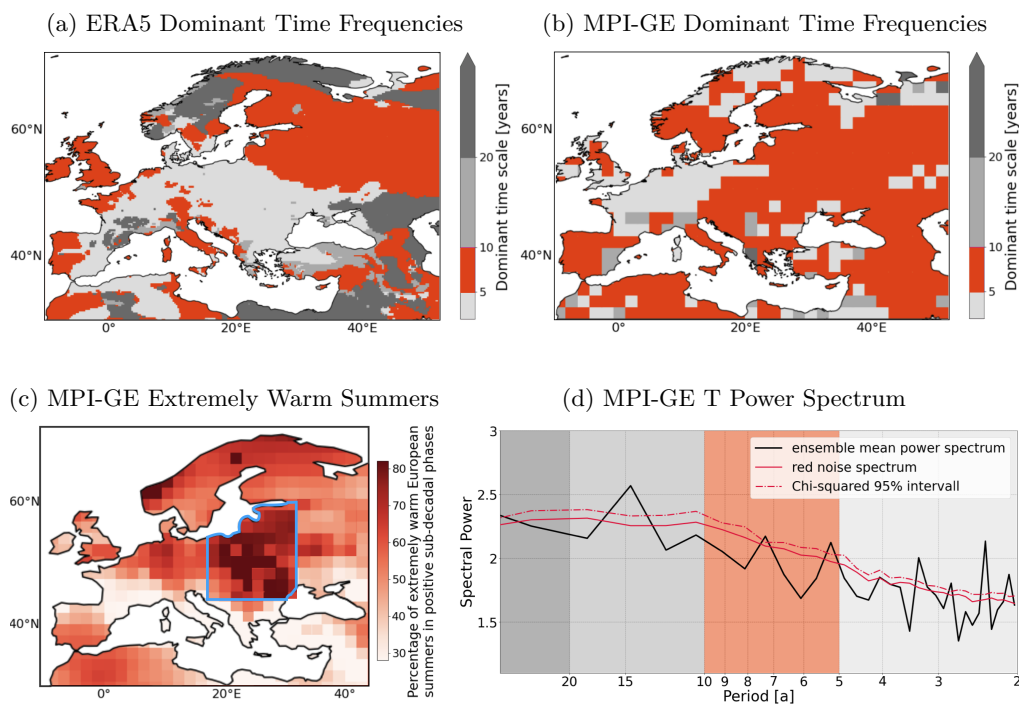 (a) ERA5 Dominant Time Frequencies
60°N
40°N
0°
20°E
40°E
20
10
5
Dominant time scale [years]
(b) MPI-GE Dominant Time Frequencies
60°N
40°N
0°
20°E
40°E
20
10
5
Dominant time scale [years]
(c) MPI-GE Extremely Warm Summers
60°N
40°N
0°
20°E
40°
80
70
60
50
40
30
Percentage of extremely warm European
summers in positive sub-decadal phases
(d) MPI-GE T Power Spectrum
3
2.5
2
1.5
Spectral Power
ensemble mean power spectrum
red noise spectrum
Chi-squared 95% intervall
20
15
10
9
8
7
6
5
4
3
2
Period [a]